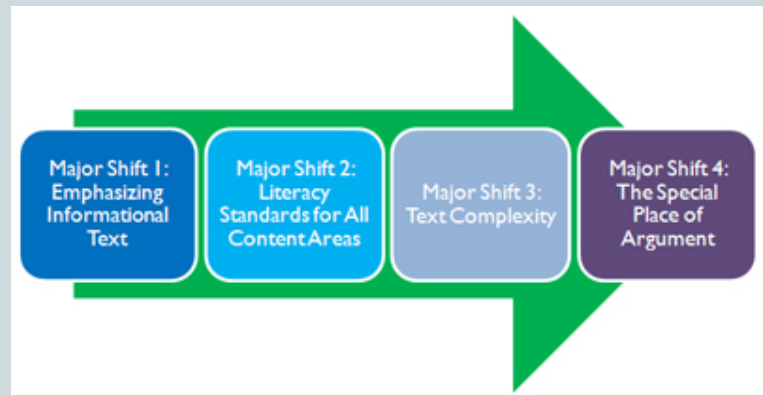 Major Shift 1:
Emphasizing
Informational
Text
Major Shift 2:
Literacy
Standards for All
Content Areas
Major Shift 3:
Text Complexity
Major Shift 4:
The Special
Place of
Argument